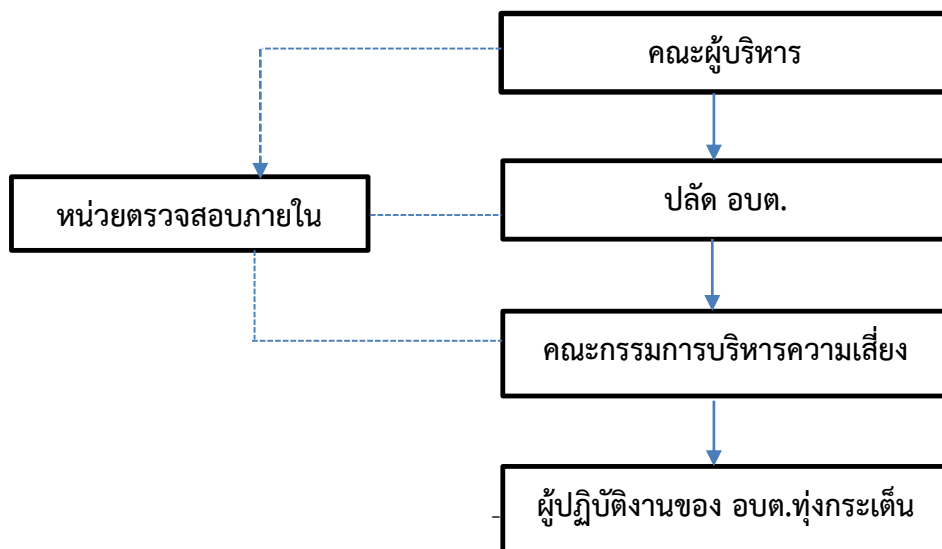 คณะผู้บริหาร
ปลัด อบต.
หน่วยตรวจสอบภายใน
คณะกรรมการบริหารความเสี่ยง
ผู้ปฏิบัติงานของ อบต.ทุ่งกระเต็น